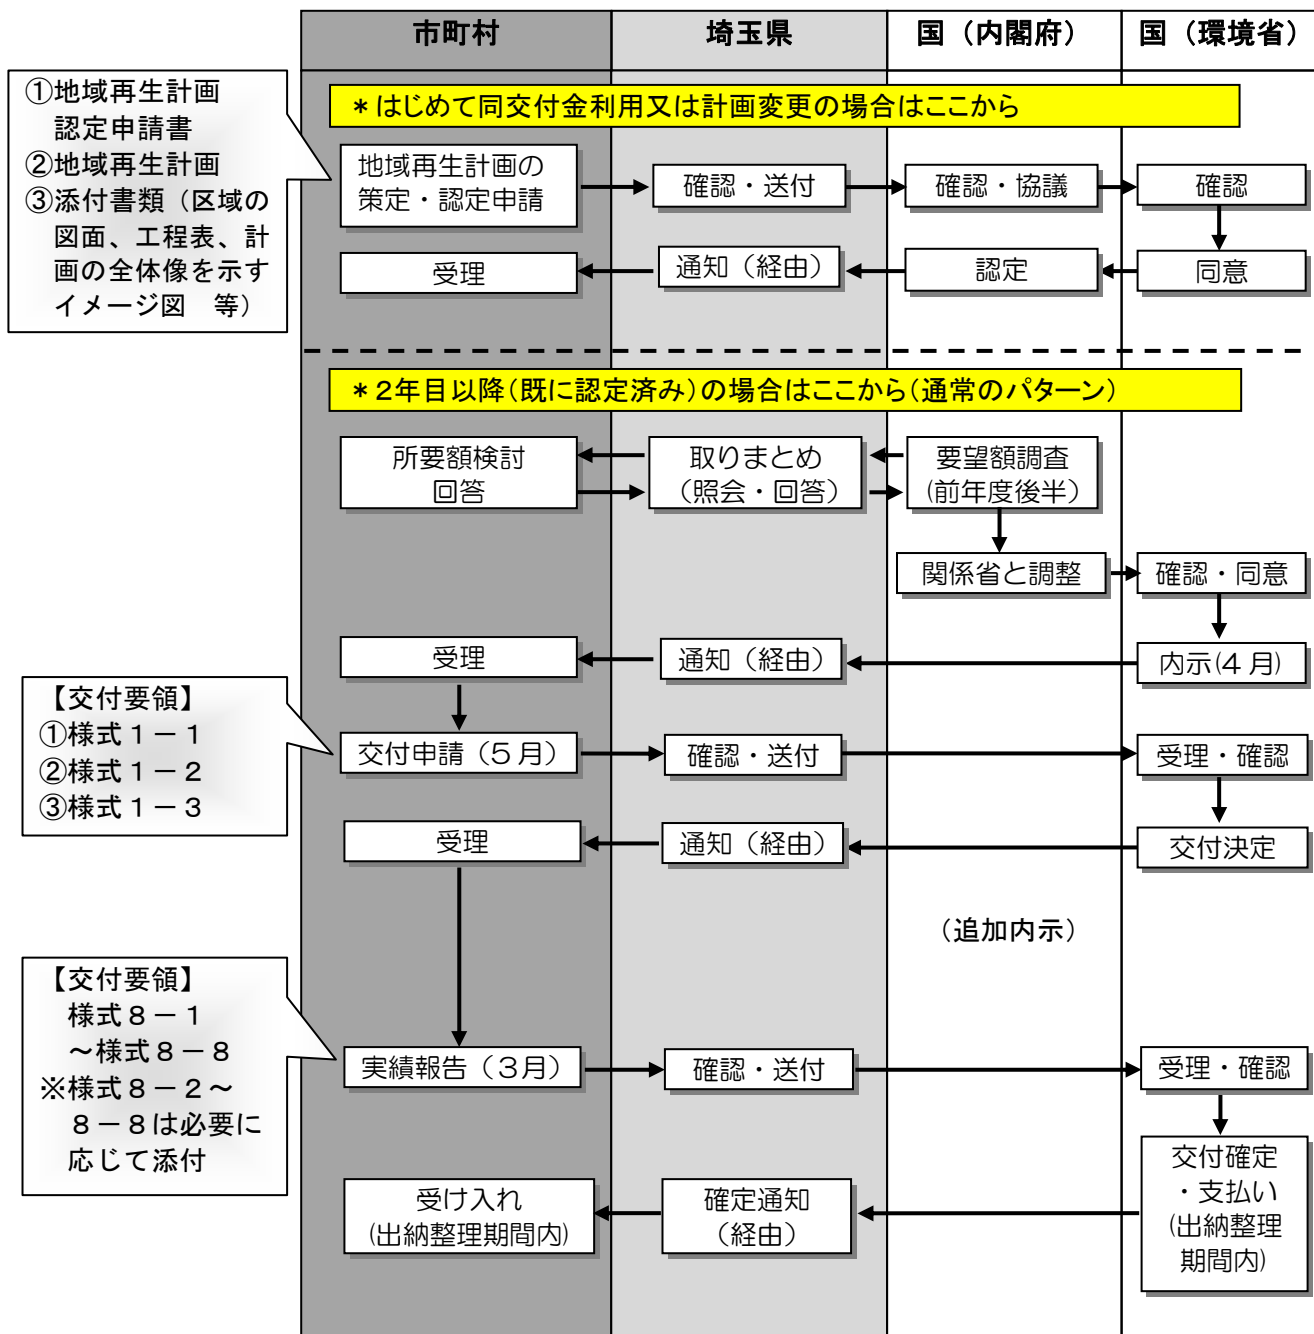 市町村
埼玉県
国（内閣府）
国（環境省）
①地域再生計画
認定申請書
②地域再生計画
③添付書類（区域の
図面、工程表、計
画の全体像を示す
イメージ図　等）
＊はじめて同交付金利用又は計画変更の場合はここから
地域再生計画の
策定・認定申請
確認・送付
確認・協議
確認
受理
通知（経由）
認定
同意
＊２年目以降（既に認定済み）の場合はここから（通常のパターン）
所要額検討
回答
取りまとめ
（照会・回答）
要望額調査
(前年度後半）
関係省と調整
確認・同意
受理
通知（経由）
内示(４月)
【交付要領】
①様式１－１
②様式１－２
③様式１－３
交付申請（５月）
確認・送付
受理・確認
受理
通知（経由）
交付決定
（追加内示）
【交付要領】
様式８－１
～様式８－８
※様式８－２～
８－８は必要に
応じて添付
実績報告（３月）
確認・送付
受理・確認
受け入れ
(出納整理期間内)
確定通知
（経由）
交付確定
・支払い
(出納整理
期間内)